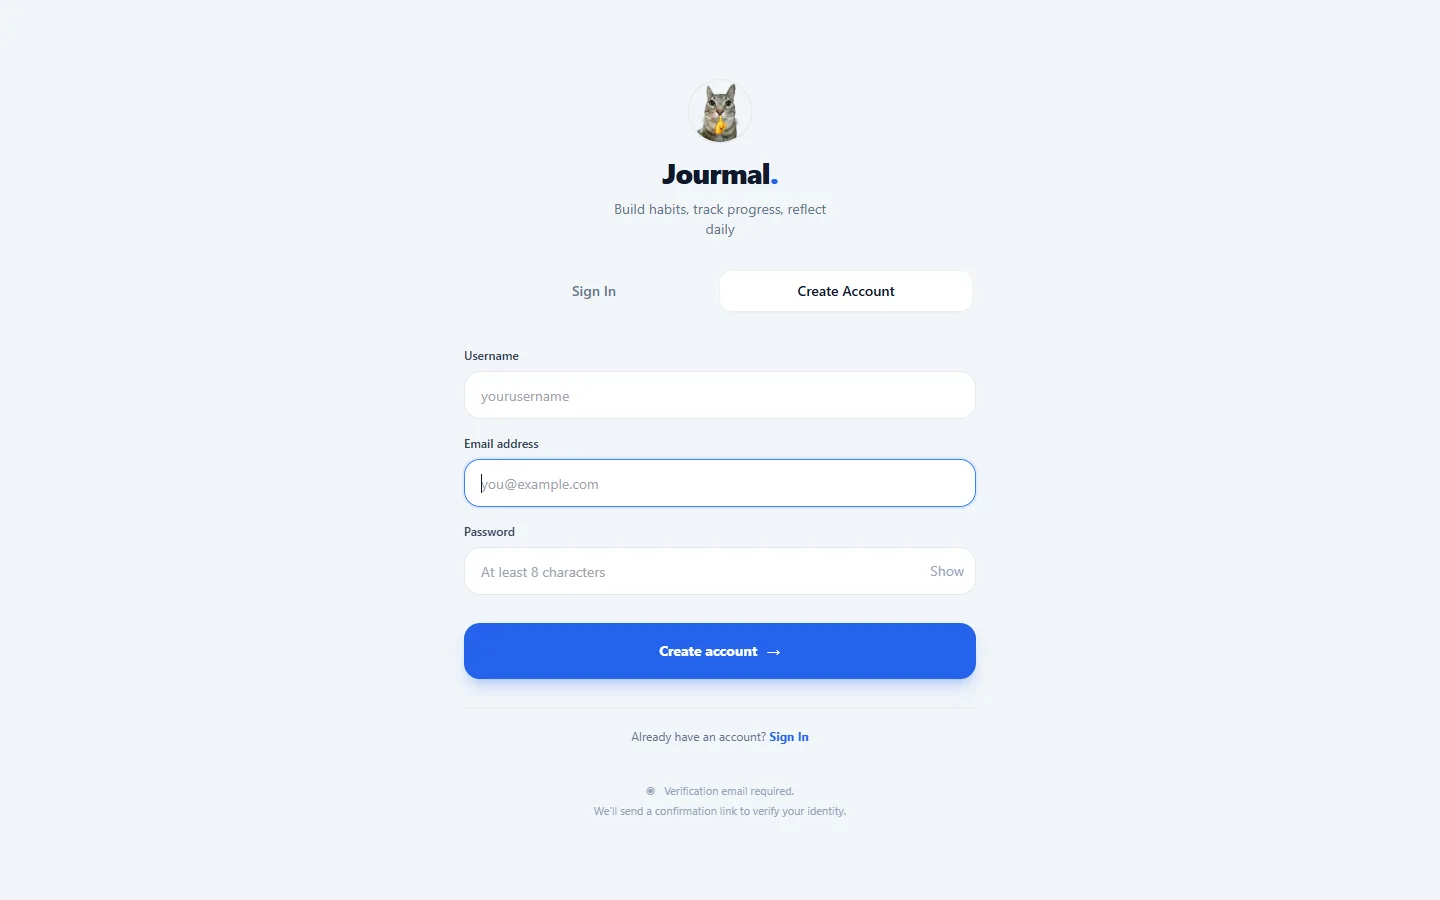 Jourmal.
Build habits, track progress, reflect
daily
Sign In
Create Account
Username
yourusername
Email address
you@example.com
Password
At least 8 characters
Show
Create account →
Already have an account? Sign In
Verification email required.
We'll send a confirmation link to verify your identity.